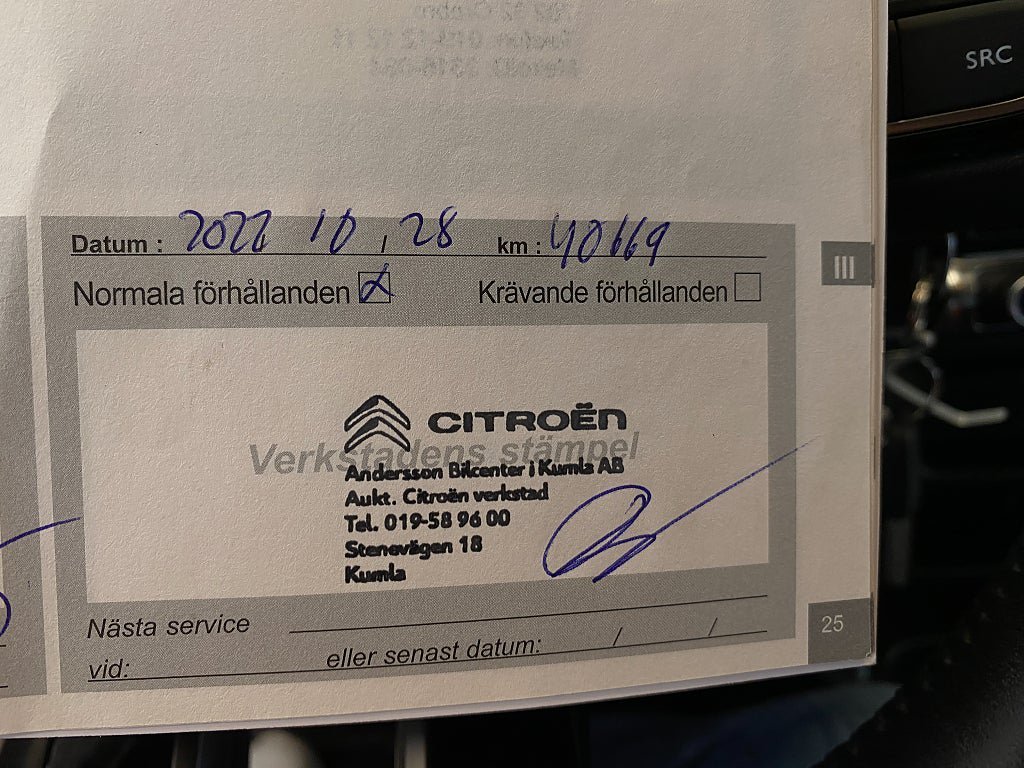 SRC
Datum : 2022 10 / 28 km : 40669
Normala förhållanden Krävande förhållanden
III
CITROËN
Verkstadens stämpel
Andersson Bilcenter i Kumla AB
Aukt. Citroën verkstad
Tel. 019-58 96 00
Stenevägen 18
Kumla
Nästa service
vid: eller senast datum: / /
25